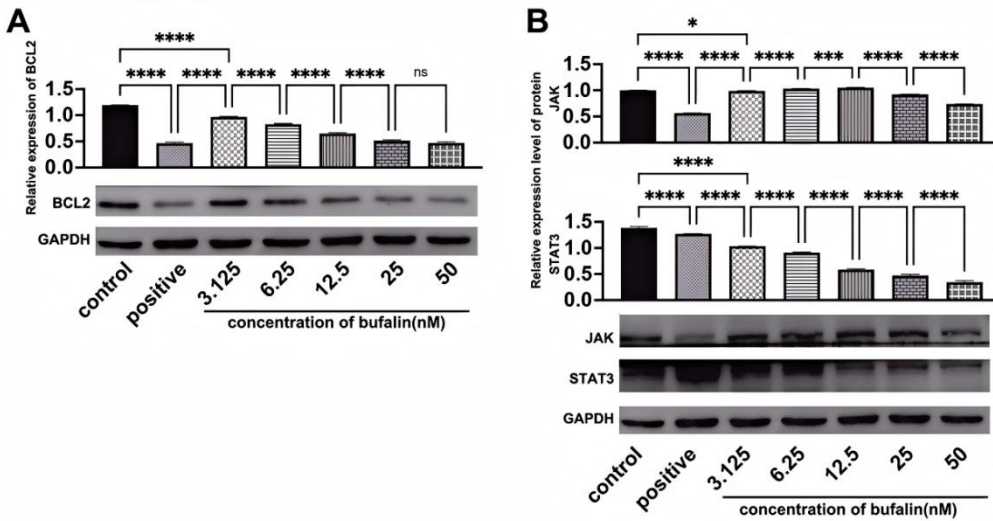 A
Relative expression of BCL2
1.5
1.0
0.5
0.0
****
**** **** **** **** **** ns
BCL2
GAPDH
control positive 3.125 6.25 12.5 25 50
concentration of bufalin(nM)
B
Relative expression level of protein
JAK
1.5
1.0
0.5
0.0
*
**** **** **** *** **** ****
STAT3
1.5
1.0
0.5
0.0
****
**** **** **** **** **** ****
JAK
STAT3
GAPDH
control positive 3.125 6.25 12.5 25 50
concentration of bufalin(nM)